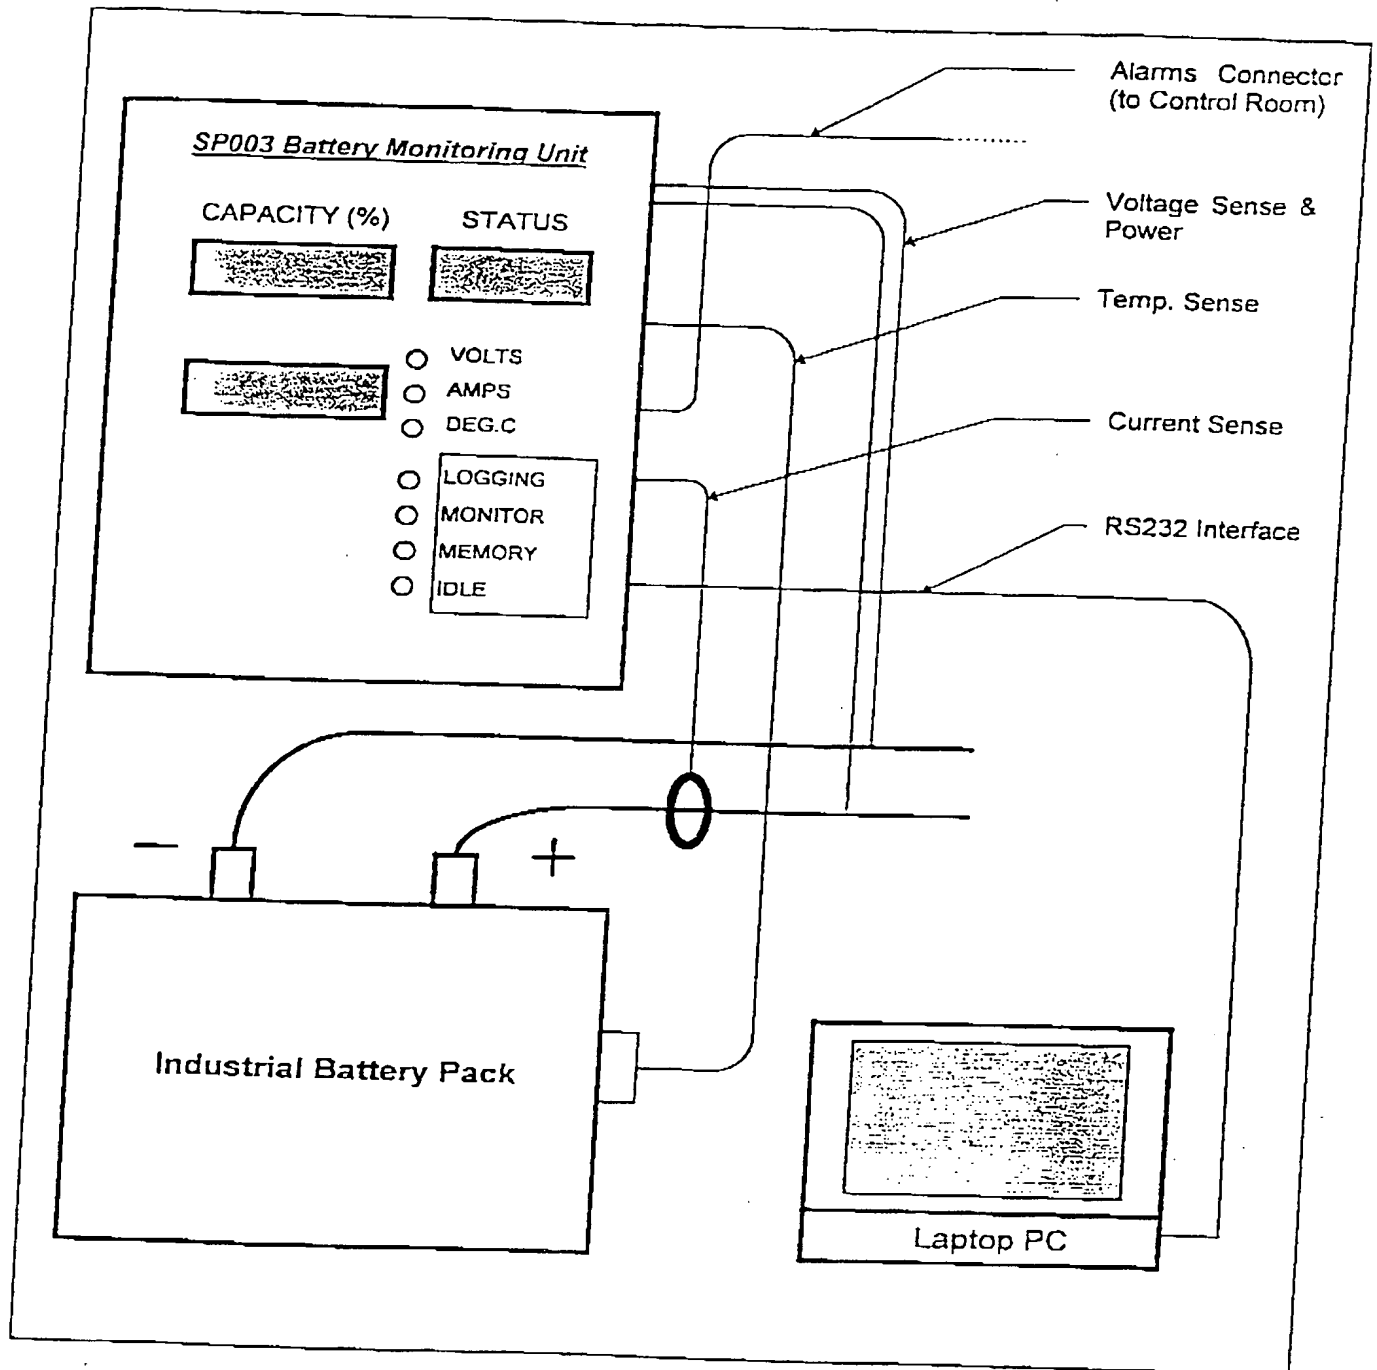 SP003 Battery Monitoring Unit
CAPACITY (%)
STATUS
VOLTS
AMPS
DEG.C
LOGGING
MONITOR
MEMORY
IDLE
Alarms Connector
(to Control Room)
Voltage Sense &
Power
Temp. Sense
Current Sense
RS232 Interface
−
+
Industrial Battery Pack
Laptop PC